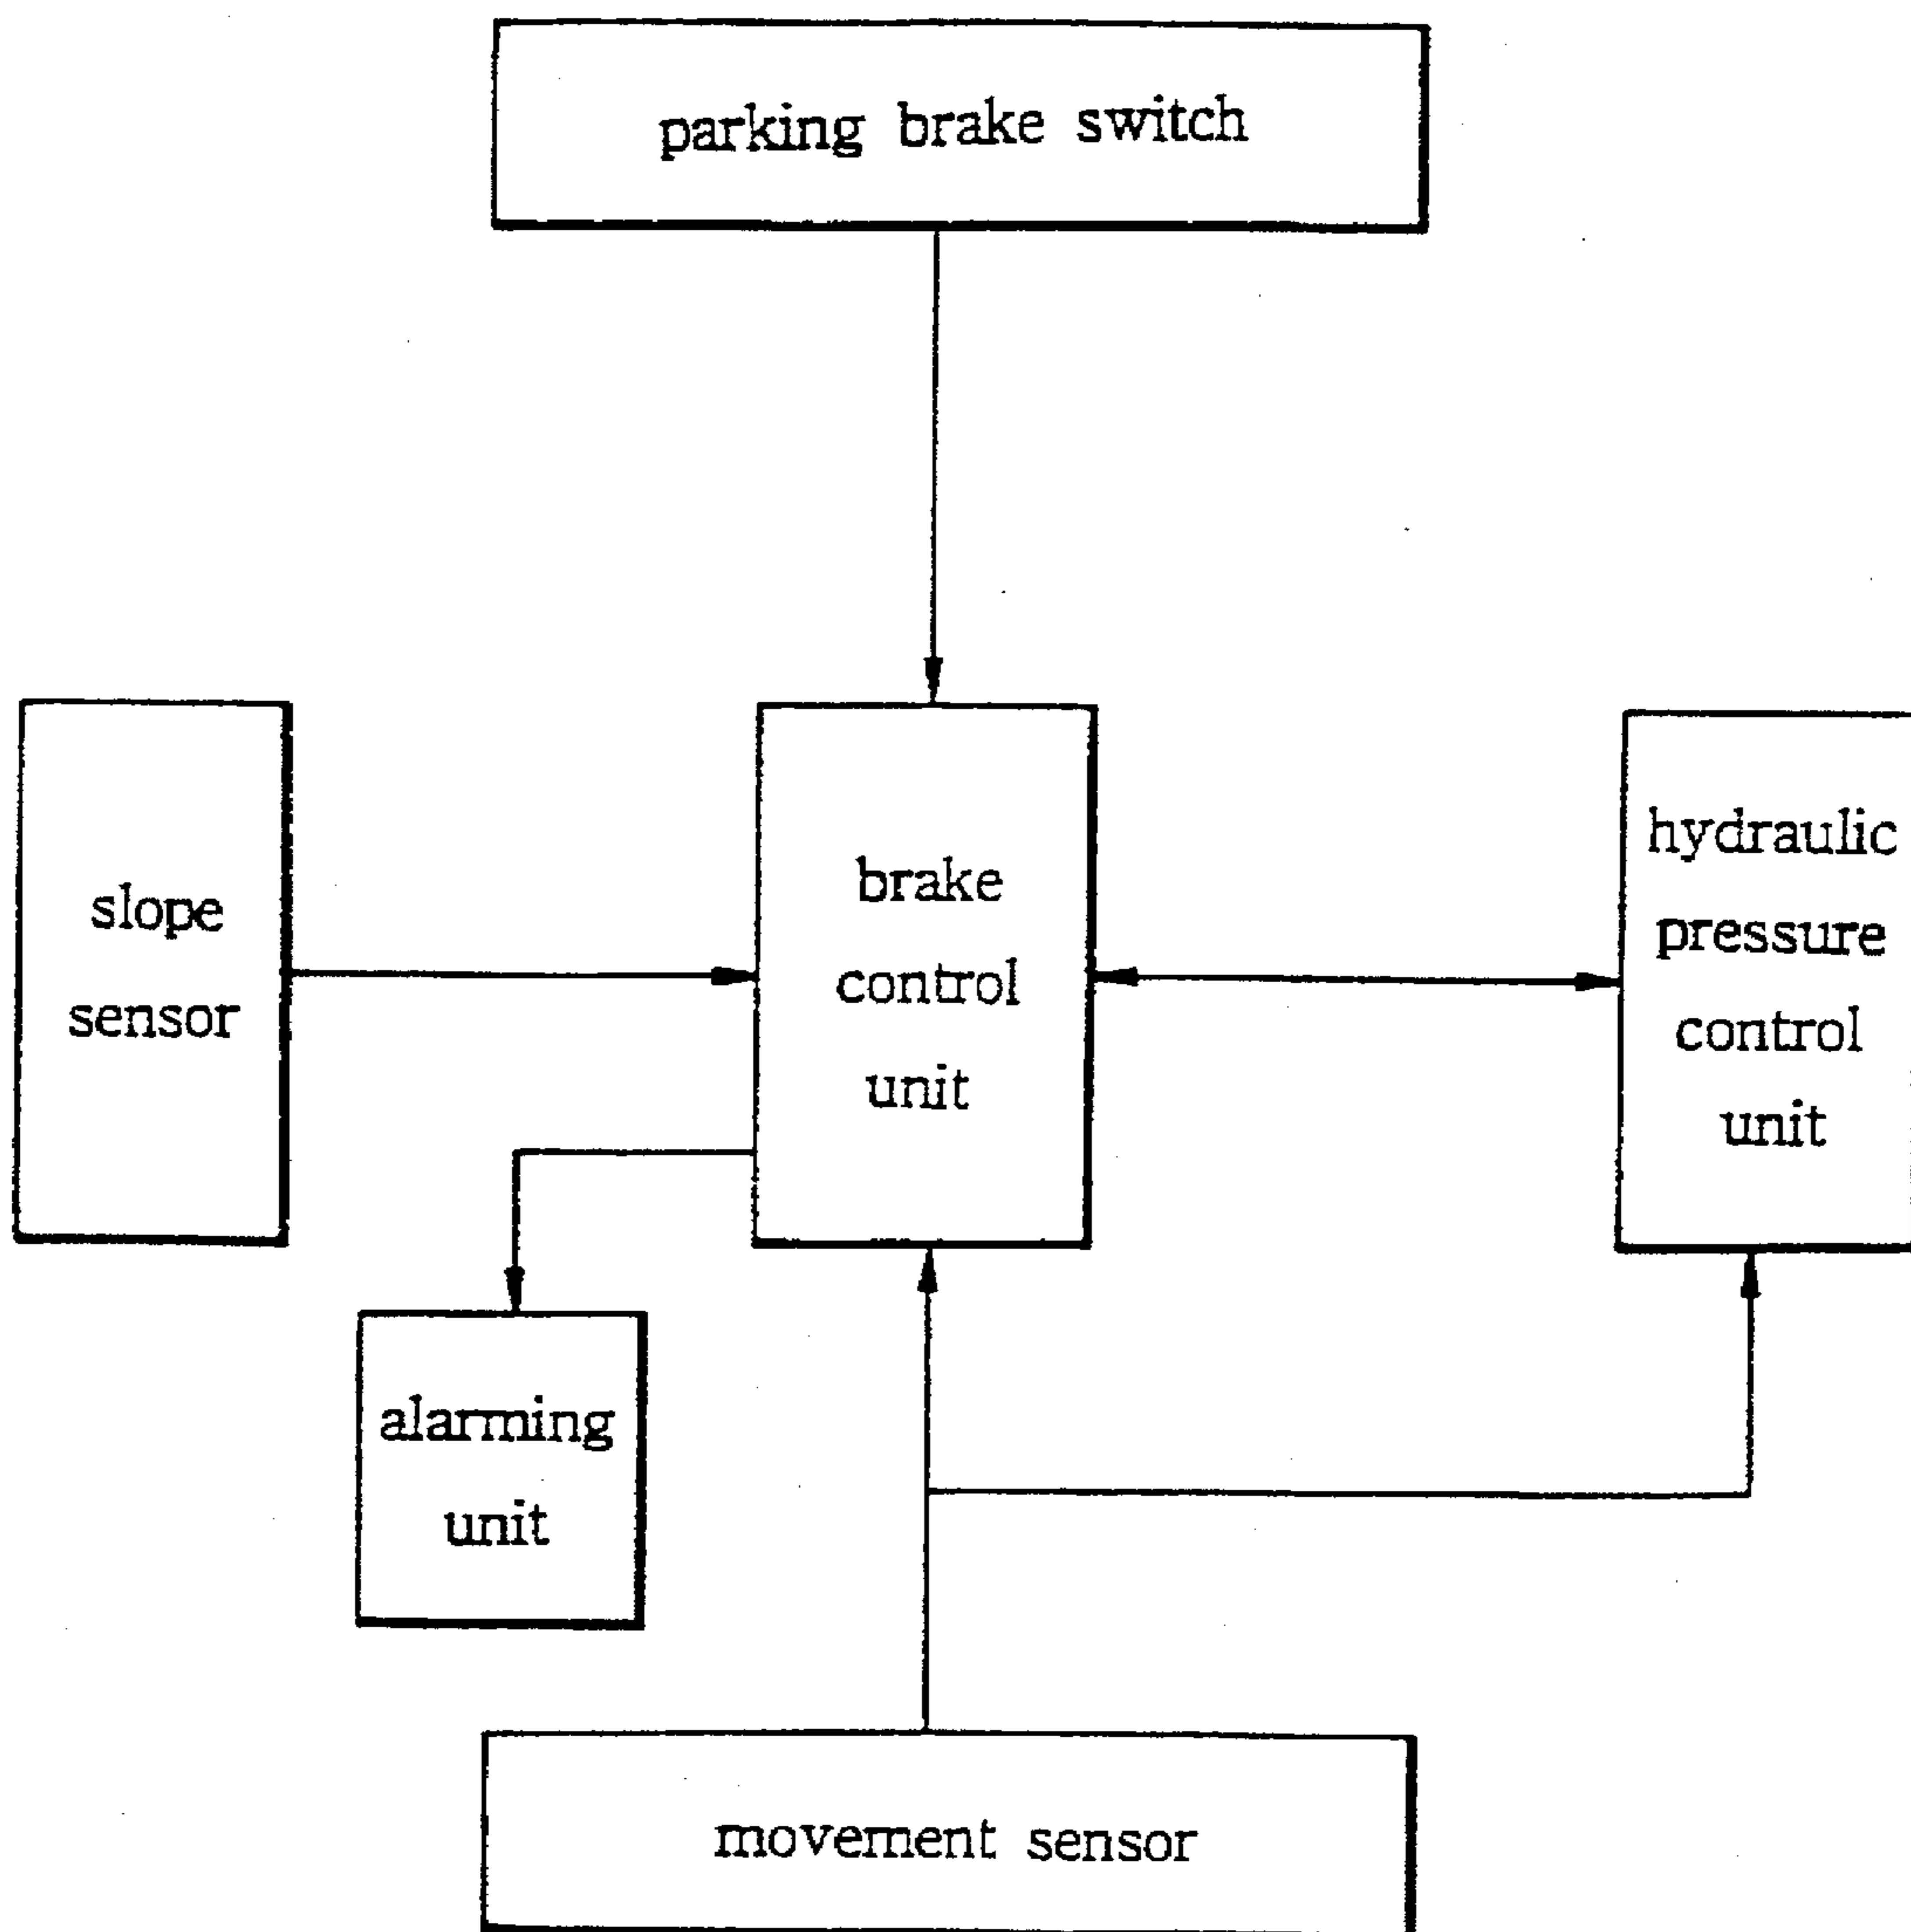 parking brake switch
slope
sensor
brake
control
unit
hydraulic
pressure
control
unit
alarming
unit
movement sensor